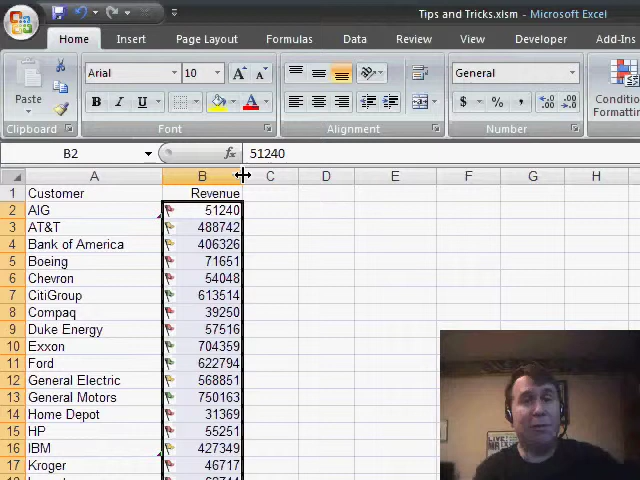 Tips and Tricks.xlsm - Microsoft Excel
Home Insert Page Layout Formulas Data Review View Developer Add-Ins
Paste
Arial 10 General
B I U A $ % ,
Conditio
Formatting
Clipboard Font Alignment Number
B2 fx 51240
A B C D E F G H
1 Customer Revenue
2 AIG 51240
3 AT&T 488742
4 Bank of America 406326
5 Boeing 71651
6 Chevron 54048
7 CitiGroup 613514
8 Compaq 39250
9 Duke Energy 57516
10 Exxon 704359
11 Ford 622794
12 General Electric 568851
13 General Motors 750163
14 Home Depot 31369
15 HP 55251
16 IBM 427349
17 Kroger 46717